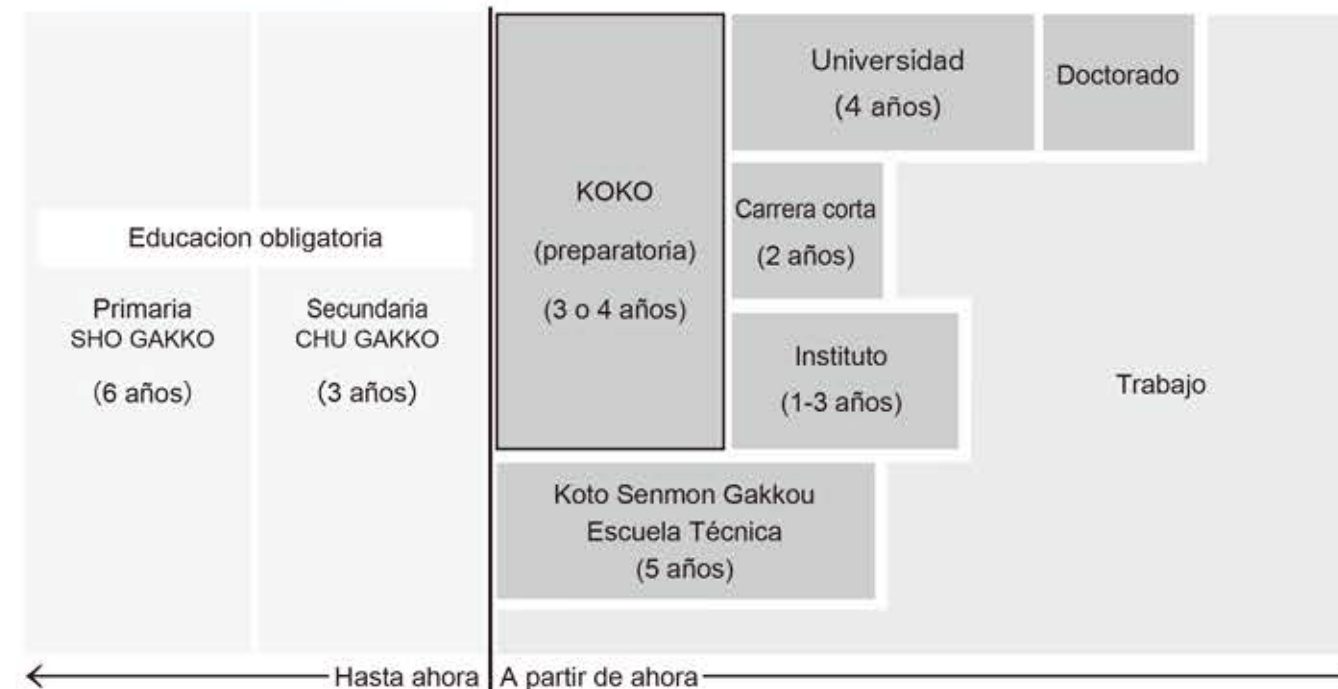 Educacion obligatoria
Primaria
SHO GAKKO
(6 años)
Secundaria
CHU GAKKO
(3 años)
KOKO
(preparatoria)
(3 o 4 años)
Universidad
(4 años)
Doctorado
Carrera corta
(2 años)
Instituto
(1-3 años)
Koto Senmon Gakkou
Escuela Técnica
(5 años)
Trabajo
Hasta ahora
A partir de ahora